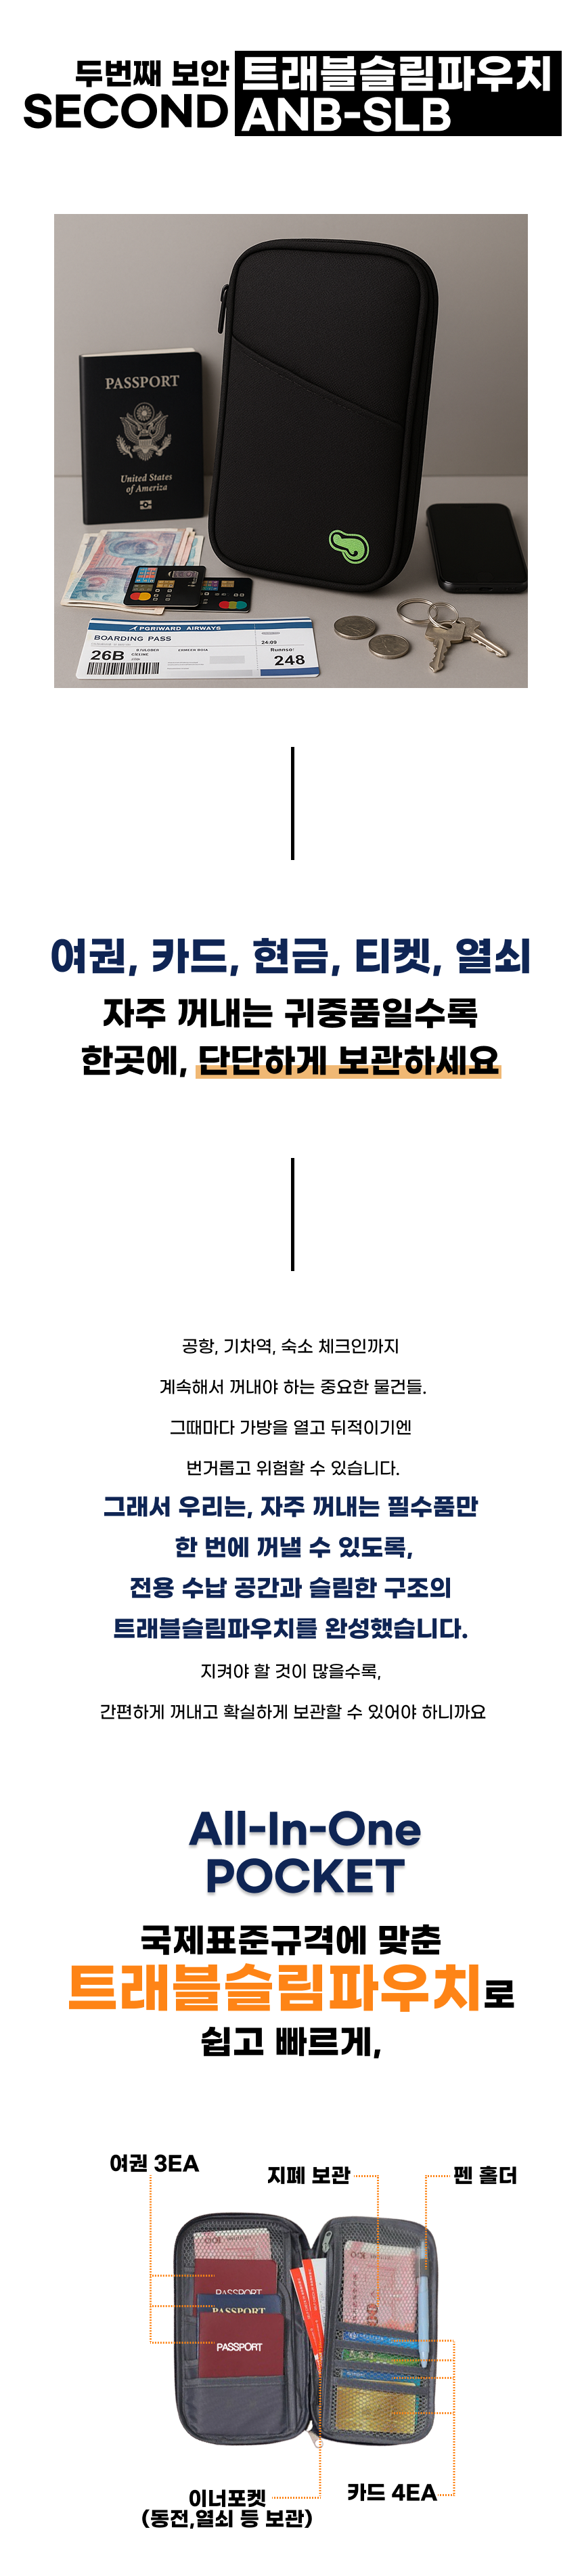 두번째 보안
SECOND
트래블슬림파우치
ANB-SLB
PASSPORT
United States
of Ameriza
PGRIWARD AIRWAYS
BOARDING PASS
24:09
26B
248
여권, 카드, 현금, 티켓, 열쇠
자주 꺼내는 귀중품일수록
한곳에, 단단하게 보관하세요
공항, 기차역, 숙소 체크인까지
계속해서 꺼내야 하는 중요한 물건들.
그때마다 가방을 열고 뒤적이기엔
번거롭고 위험할 수 있습니다.
그래서 우리는, 자주 꺼내는 필수품만
한 번에 꺼낼 수 있도록,
전용 수납 공간과 슬림한 구조의
트래블슬림파우치를 완성했습니다.
지켜야 할 것이 많을수록,
간편하게 꺼내고 확실하게 보관할 수 있어야 하니까요
All-In-One
POCKET
국제표준규격에 맞춘
트래블슬림파우치로
쉽고 빠르게,
여권 3EA
지폐 보관
펜 홀더
100
PASSPORT
PASSPORT
PASSPORT
이너포켓
(동전,열쇠 등 보관)
카드 4EA